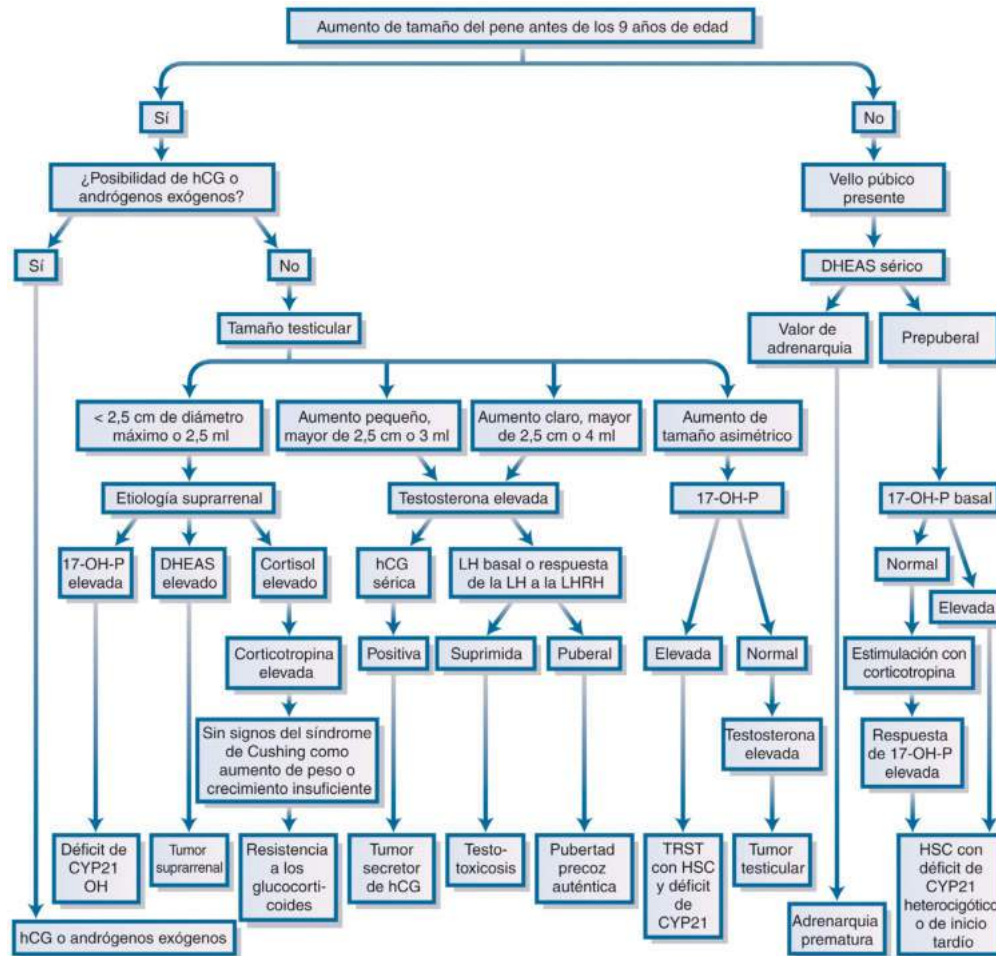 Aumento de tamaño del pene antes de los 9 años de edad
Sí
No
¿Posibilidad de hCG o
andrógenos exógenos?
Vello púbico
presente
Sí
No
DHEAS sérico
Tamaño testicular
Valor de
adrenarquia
Prepuberal
< 2,5 cm de diámetro
máximo o 2,5 ml
Aumento pequeño,
mayor de 2,5 cm o 3 ml
Aumento claro, mayor
de 2,5 cm o 4 ml
Aumento de
tamaño asimétrico
Etiología suprarrenal
Testosterona elevada
17-OH-P
17-OH-P basal
17-OH-P
elevada
DHEAS
elevado
Cortisol
elevado
hCG
sérica
LH basal o respuesta
de la LH a la LHRH
Normal
Elevada
Corticotropina
elevada
Positiva
Suprimida
Puberal
Elevada
Normal
Estimulación con
corticotropina
Sin signos del síndrome
de Cushing como
aumento de peso o
crecimiento insuficiente
Testosterona
elevada
Respuesta
de 17-OH-P
elevada
Déficit de
CYP21
OH
Tumor
suprarrenal
Resistencia
a los
glucocorti-
coides
Tumor
secretor
de hCG
Testo-
toxicosis
Pubertad
precoz
auténtica
TRST
con HSC
y déficit
de
CYP21
Tumor
testicular
HSC con
déficit de
CYP21
heterocigótico
o de inicio
tardío
hCG o andrógenos exógenos
Adrenarquia
prematura